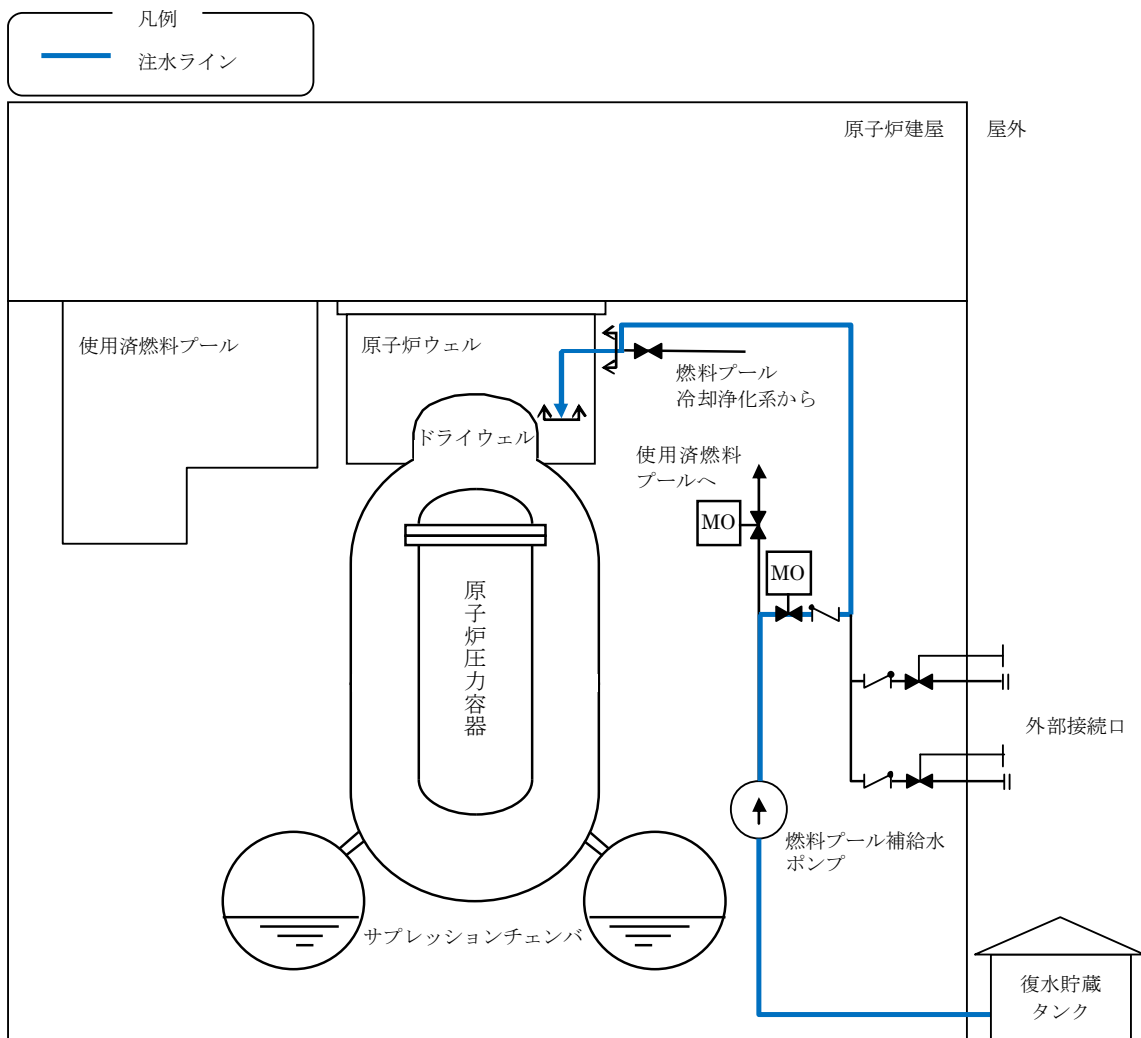 凡例
注水ライン
原子炉建屋
屋外
使用済燃料プール
原子炉ウェル
燃料プール
冷却浄化系から
ドライウェル
使用済燃料
プールへ
MO
MO
原子炉圧力容器
外部接続口
燃料プール補給水
ポンプ
サプレッションチェンバ
復水貯蔵
タンク